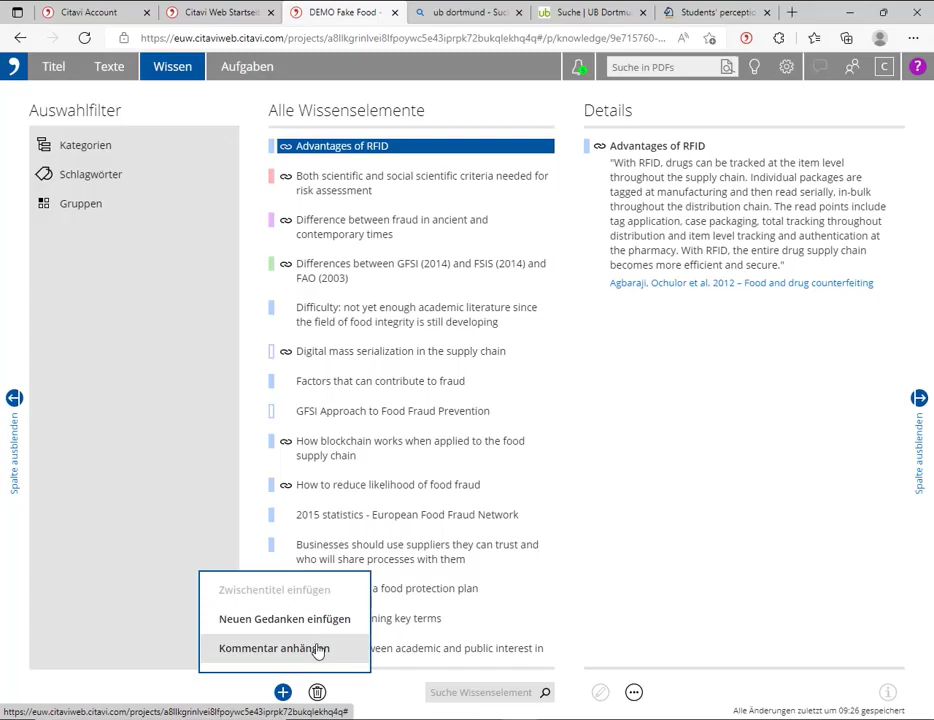 Citavi Account
Citavi Web Startseit
DEMO Fake Food -
ub dortmund - Suc
Suche | UB Dortmu
Students' perceptio
https://euw.citaviweb.citavi.com/projects/a8llkgrinlvei8lfpoywc5e43iprpk72bukqlekhq4q#/p/knowledge/9e715760-...
Titel
Texte
Wissen
Aufgaben
Suche in PDFs
C
?
Auswahlfilter
Kategorien
Schlagwörter
Gruppen
Alle Wissenselemente
Advantages of RFID
Both scientific and social scientific criteria needed for
risk assessment
Difference between fraud in ancient and
contemporary times
Differences between GFSI (2014) and FSIS (2014) and
FAO (2003)
Difficulty: not yet enough academic literature since
the field of food integrity is still developing
Digital mass serialization in the supply chain
Factors that can contribute to fraud
GFSI Approach to Food Fraud Prevention
How blockchain works when applied to the food
supply chain
How to reduce likelihood of food fraud
2015 statistics - European Food Fraud Network
Businesses should use suppliers they can trust and
who will share processes with them
a food protection plan
ning key terms
ween academic and public interest in
Zwischentitel einfügen
Neuen Gedanken einfügen
Kommentar anhängen
Suche Wissenselement
Details
Advantages of RFID
"With RFID, drugs can be tracked at the item level
throughout the supply chain. Individual packages are
tagged at manufacturing and then read serially, in-bulk
throughout the distribution chain. The read points include
tag application, case packaging, total tracking throughout
distribution and item level tracking and authentication at
the pharmacy. With RFID, the entire drug supply chain
becomes more efficient and secure."
Agbaraji, Ochulor et al. 2012 – Food and drug counterfeiting
Spalte ausblenden
Spalte ausblenden
Alle Änderungen zuletzt um 09:26 gespeichert
https://euw.citaviweb.citavi.com/projects/a8llkgrinlvei8lfpoywc5e43iprpk72bukqlekhq4q#